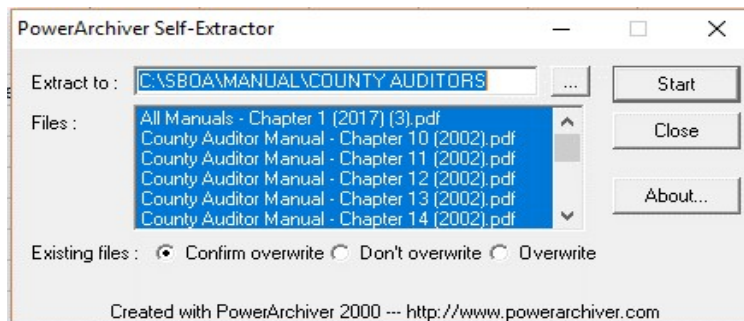 PowerArchiver Self-Extractor
Extract to : C:\SBOA\MANUAL\COUNTY AUDITORS ... Start
Files : All Manuals - Chapter 1 (2017) (3).pdf
County Auditor Manual - Chapter 10 (2002).pdf Close
County Auditor Manual - Chapter 11 (2002).pdf
County Auditor Manual - Chapter 12 (2002).pdf
County Auditor Manual - Chapter 13 (2002).pdf About...
County Auditor Manual - Chapter 14 (2002).pdf
Existing files : Confirm overwrite Don't overwrite Overwrite
Created with PowerArchiver 2000 --- http://www.powerarchiver.com